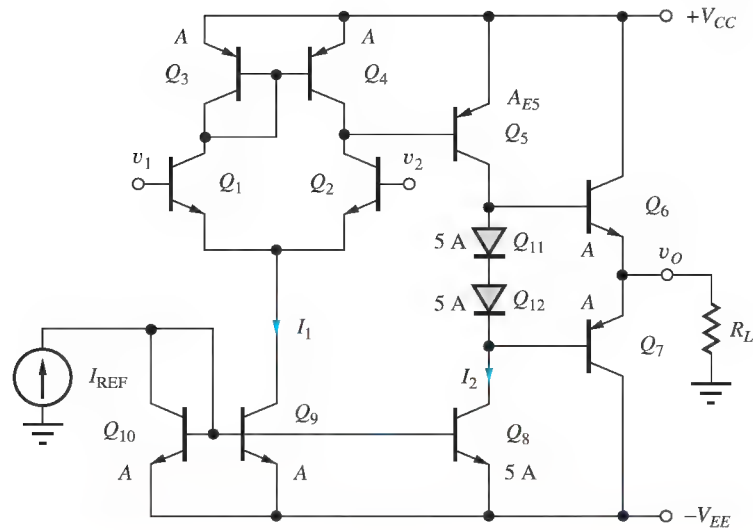 A A +V_CC
Q_3 Q_4
A_E5
Q_5
v_1 v_2
Q_1 Q_2 Q_6
5 A Q_11 A v_O
5 A Q_12 A
I_1 Q_7 R_L
I_REF I_2
Q_9
Q_10 Q_8
A A 5 A
–V_EE